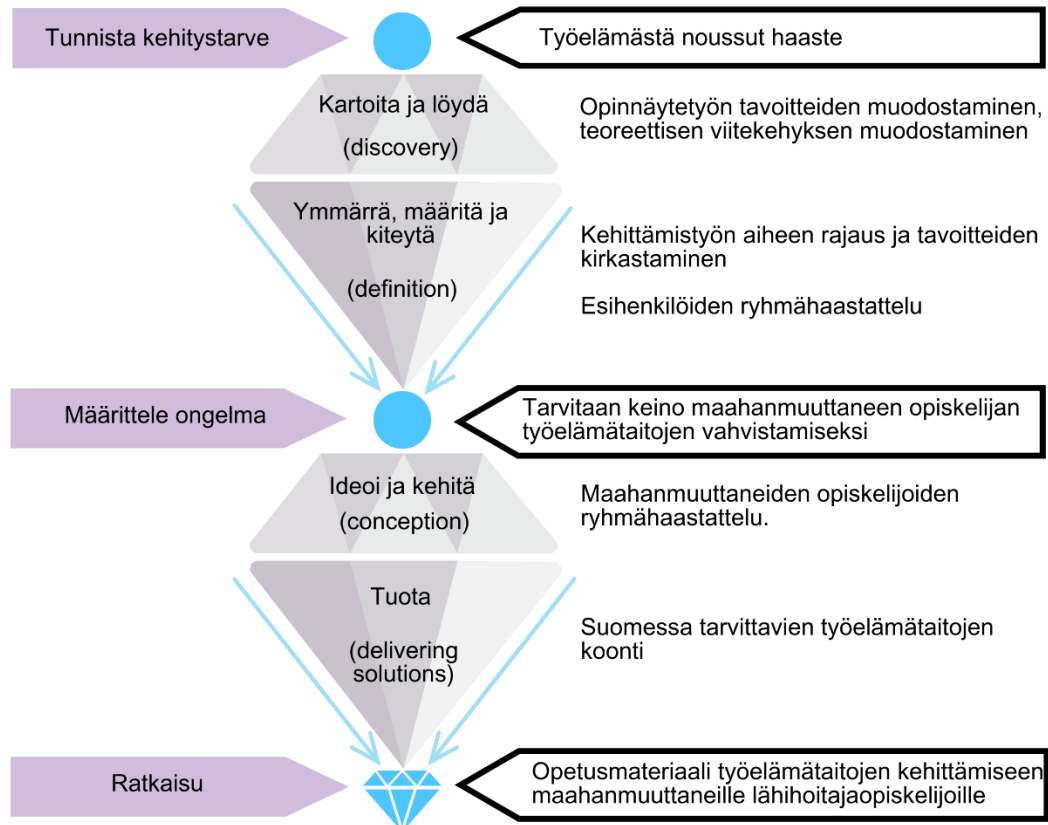 Tunnista kehitystarve
Työelämästä noussut haaste
Kartoita ja löydä
(discovery)
Opinnäytetyön tavoitteiden muodostaminen,
teoreettisen viitekehyksen muodostaminen
Ymmärrä, määritä ja
kiteytä
(definition)
Kehittämistyön aiheen rajaus ja tavoitteiden
kirkastaminen
Esihenkilöiden ryhmähaastattelu
Määrittele ongelma
Tarvitaan keino maahanmuuttaneen opiskelijan
työelämätaitojen vahvistamiseksi
Ideoi ja kehitä
(conception)
Maahanmuuttaneiden opiskelijoiden
ryhmähaastattelu.
Tuota
(delivering
solutions)
Suomessa tarvittavien työelämätaitojen
koonti
Ratkaisu
Opetusmateriaali työelämätaitojen kehittämiseen
maahanmuuttaneille lähihoitajaopiskelijoille